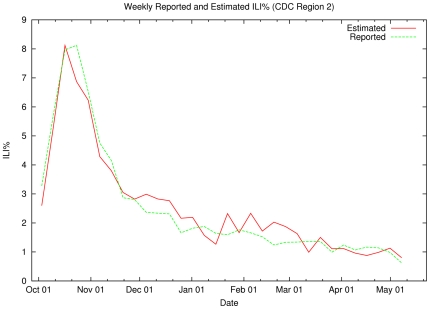 Weekly Reported and Estimated ILI% (CDC Region 2)
Estimated
Reported
9
8
7
6
5
4
3
2
1
0
ILI%
Oct 01 Nov 01 Dec 01 Jan 01 Feb 01 Mar 01 Apr 01 May 01
Date